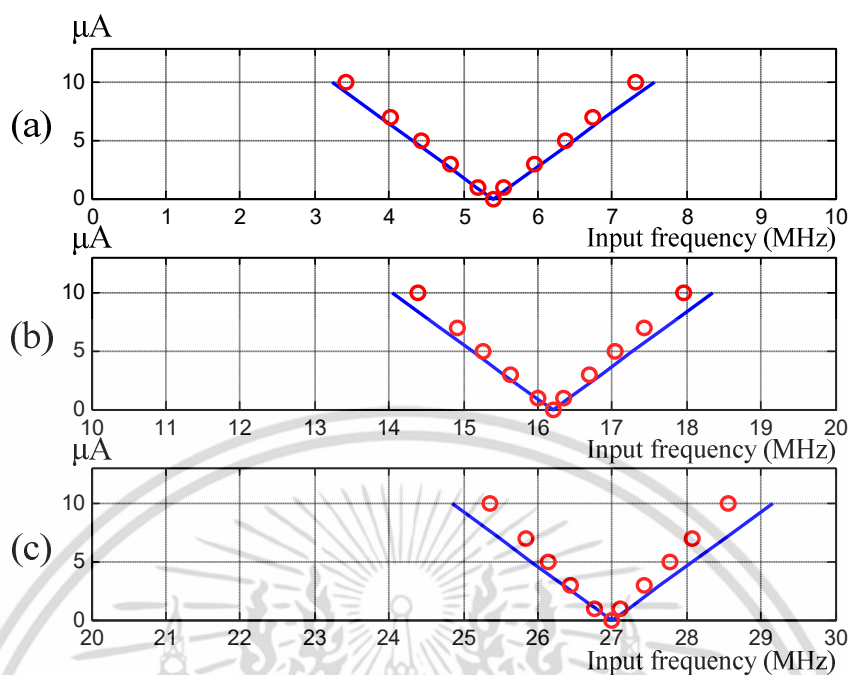 μA
10
5
0
(a)
0 1 2 3 4 5 6 7 8 9 10
Input frequency (MHz)
μA
10
5
0
(b)
10 11 12 13 14 15 16 17 18 19 20
Input frequency (MHz)
μA
10
5
0
(c)
20 21 22 23 24 25 26 27 28 29 30
Input frequency (MHz)